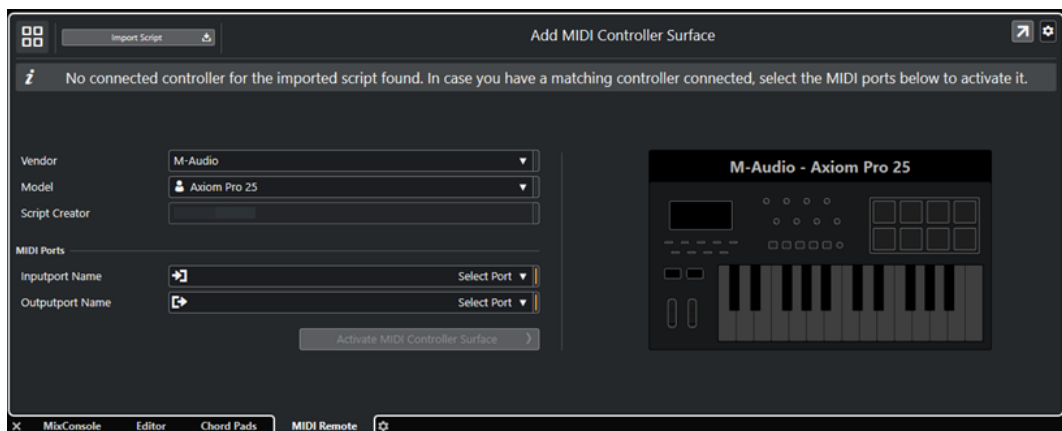 Import Script
Add MIDI Controller Surface
i No connected controller for the imported script found. In case you have a matching controller connected, select the MIDI ports below to activate it.
Vendor M-Audio
Model Axiom Pro 25
Script Creator
MIDI Ports
Inputport Name Select Port
Outputport Name Select Port
Activate MIDI Controller Surface
M-Audio - Axiom Pro 25
MixConsole Editor Chord Pads MIDI Remote